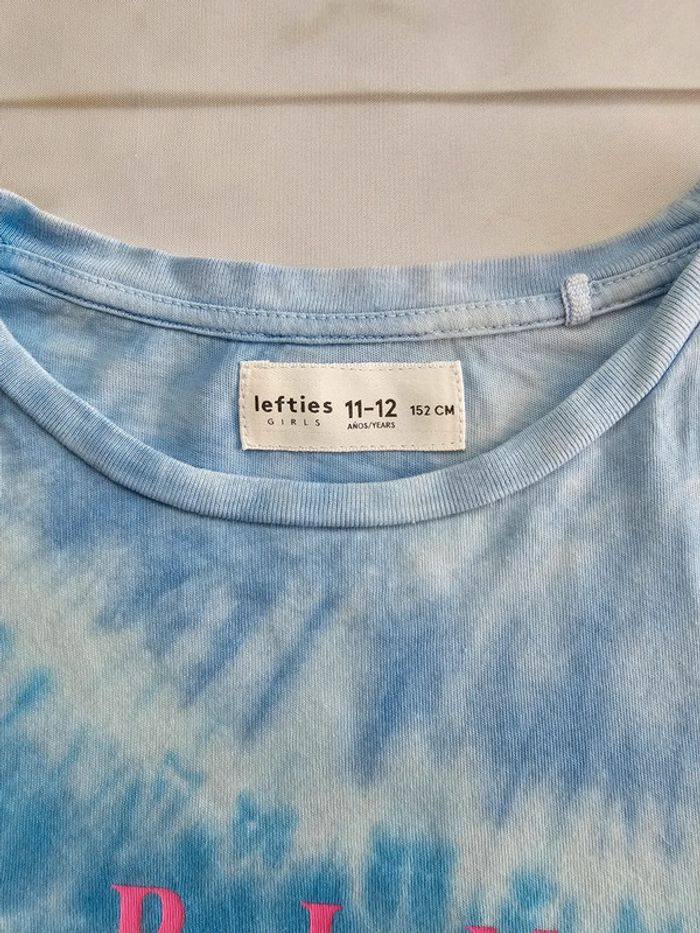 lefties 11-12 152 CM
GIRLS AÑOS/YEARS